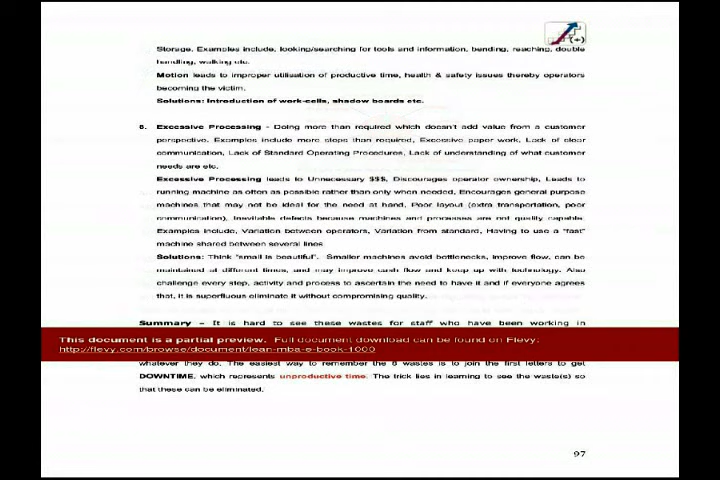 Storage, Examples include, looking/searching for tools and information, bending, reaching, double
handling, walking etc.
Motion leads to improper utilisation of productive time, health & safety issues thereby operators
becoming the victim.
Solutions: Introduction of work-cells, shadow boards etc.
8. Excessive Processing - Doing more than required which doesn't add value from a customer
perspective. Examples include more steps than required, Excessive paper work, Lack of clear
communication, Lack of Standard Operating Procedures, Lack of understanding of what customer
needs are etc.
Excessive Processing leads to Unnecessary $$$, Discourages operator ownership, Leads to
running machine as often as possible rather than only when needed, Encourages general purpose
machines that may not be ideal for the need at hand, Poor layout (extra transportation, poor
communication), Inevitable defects because machines and processes are not quality capable.
Examples include, Variation between operators, Variation from standard, Having to use a "fast"
machine shared between several lines
Solutions: Think "small is beautiful". Smaller machines avoid bottlenecks, improve flow, can be
maintained at different times, and may improve cash flow and keep up with technology. Also
challenge every step, activity and process to ascertain the need to have it and if everyone agrees
that, it is superfluous eliminate it without compromising quality.
Summary – It is hard to see these wastes for staff who have been working in
This document is a partial preview. Full document download can be found on Flevy:
http://flevy.com/browse/document/lean-mba-e-book-1000
whatever they do. The easiest way to remember the 8 wastes is to join the first letters to get
DOWNTIME, which represents unproductive time. The trick lies in learning to see the waste(s) so
that these can be eliminated.
97